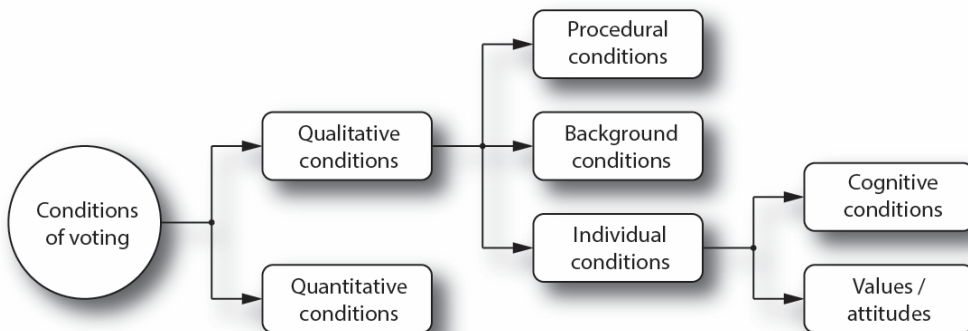 Conditions
of voting
Qualitative
conditions
Quantitative
conditions
Procedural
conditions
Background
conditions
Individual
conditions
Cognitive
conditions
Values /
attitudes